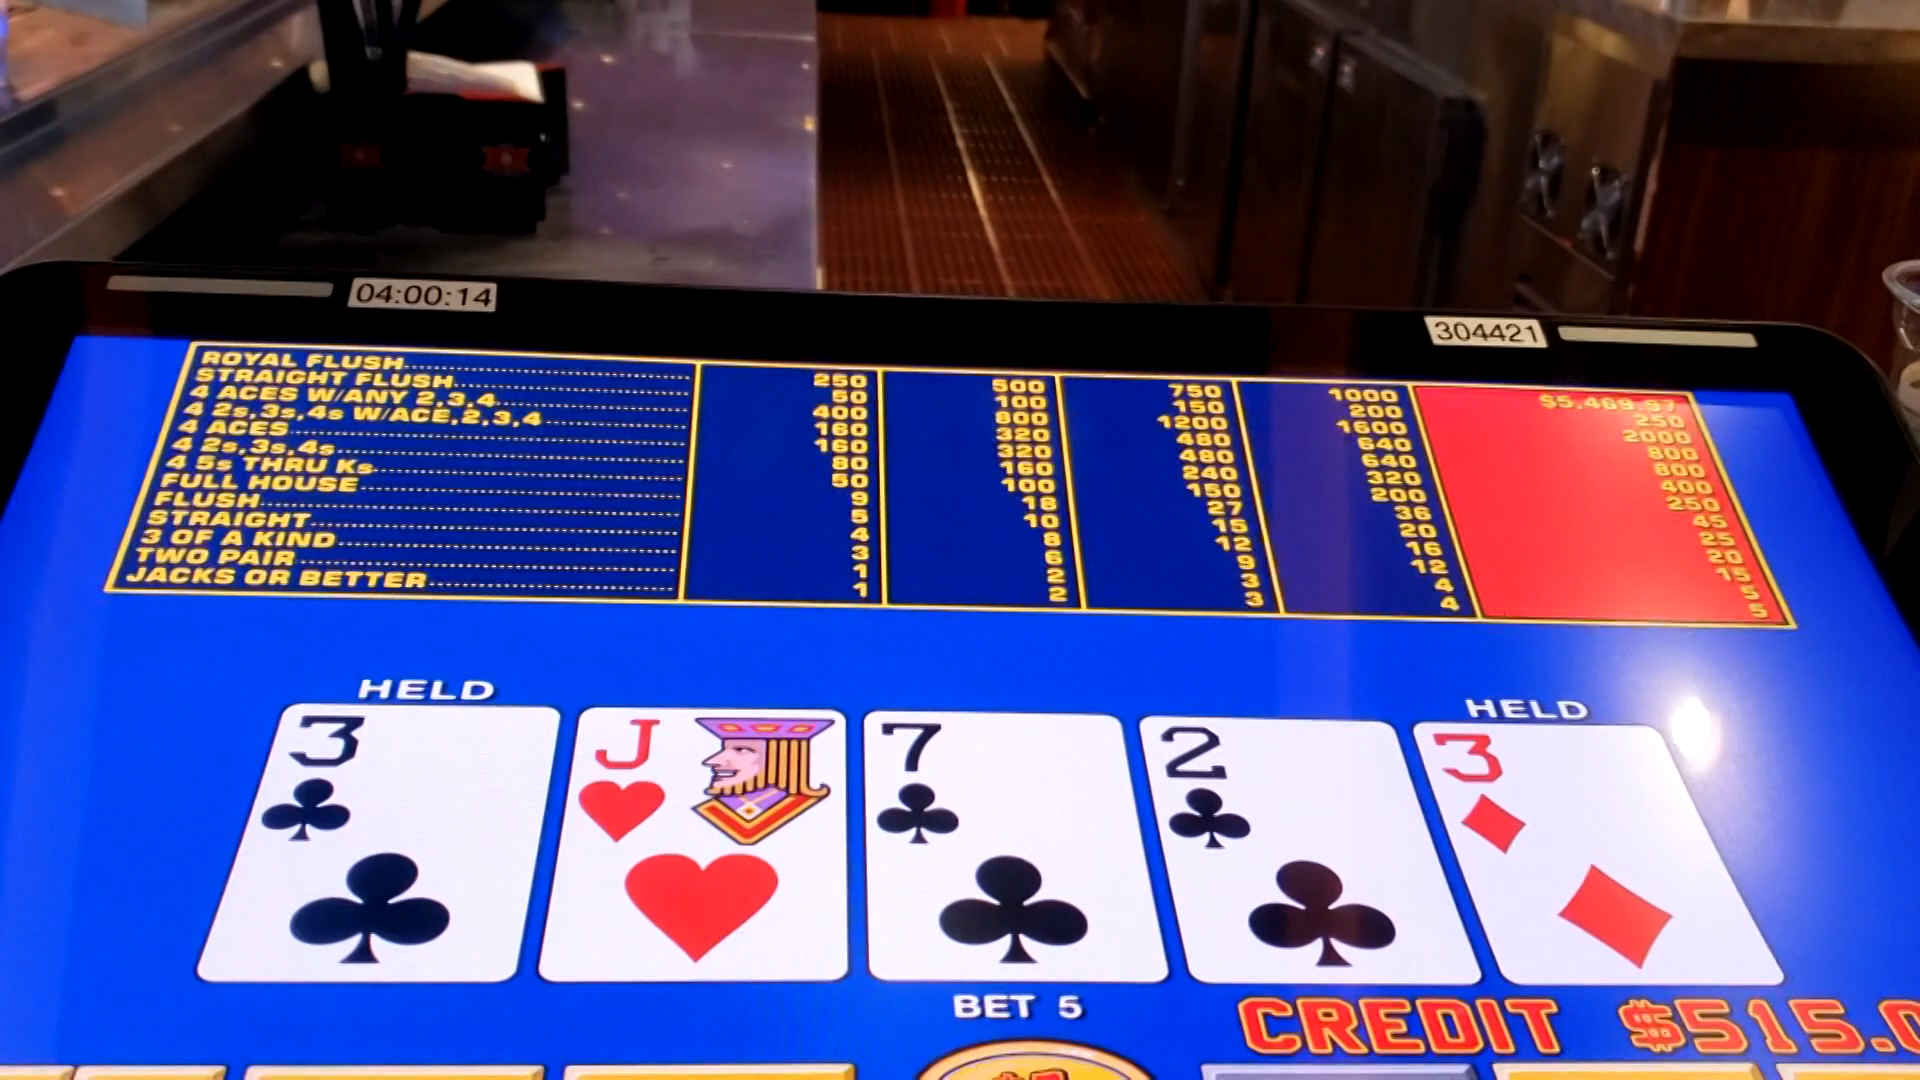 04:00:14
304421
ROYAL FLUSH 250 500 750 1000 $5,469.97
STRAIGHT FLUSH 50 100 150 200 250
4 ACES W/ANY 2,3,4 400 800 1200 1600 2000
4 2s,3s,4s W/ACE,2,3,4 160 320 480 640 800
4 ACES 160 320 480 640 800
4 2s,3s,4s 80 160 240 320 400
4 5s THRU Ks 50 100 150 200 250
FULL HOUSE 9 18 27 36 45
FLUSH 5 10 15 20 25
STRAIGHT 4 8 12 16 20
3 OF A KIND 3 6 9 12 15
TWO PAIR 1 2 3 4 5
JACKS OR BETTER 1 2 3 4 5
HELD HELD
3 J 7 2 3
BET 5
CREDIT $515.0